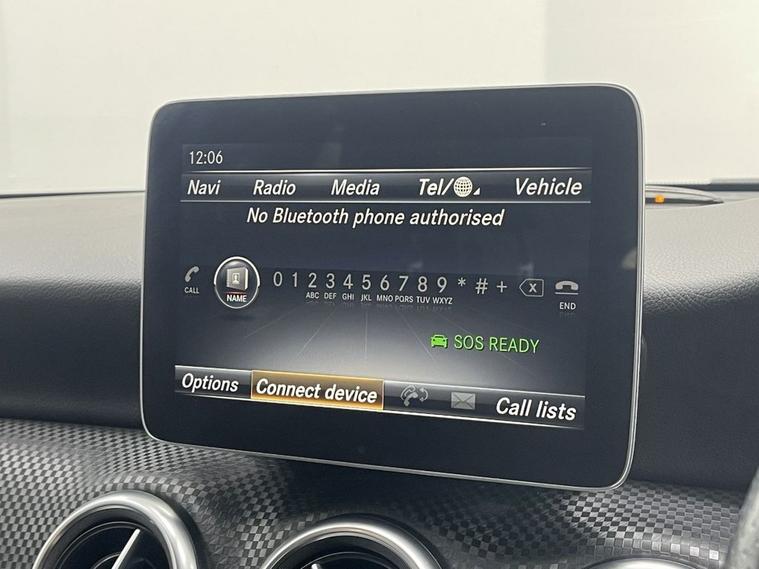 12:06
Navi Radio Media Tel/ Vehicle
No Bluetooth phone authorised
CALL NAME 0 1 2 3 4 5 6 7 8 9 * # + X END
ABC DEF GHI JKL MNO PQRS TUV WXYZ
SOS READY
Options Connect device Call lists